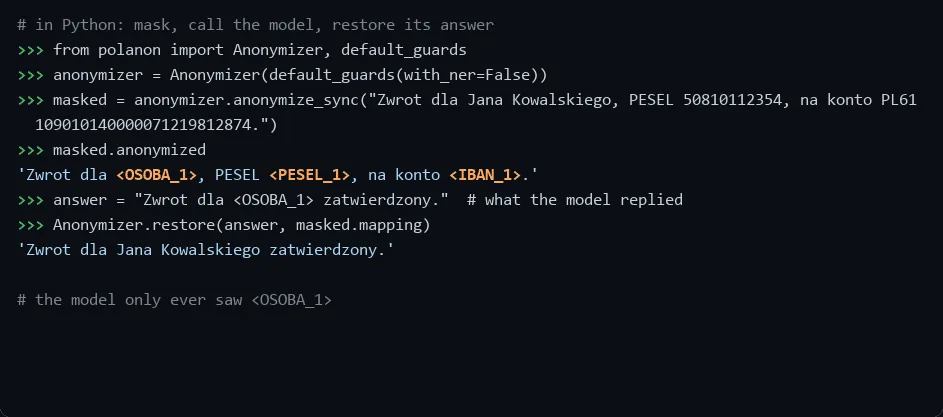 # in Python: mask, call the model, restore its answer
>>> from polanon import Anonymizer, default_guards
>>> anonymizer = Anonymizer(default_guards(with_ner=False))
>>> masked = anonymizer.anonymize_sync("Zwrot dla Jana Kowalskiego, PESEL 50810112354, na konto PL61
109010140000071219812874.")
>>> masked.anonymized
'Zwrot dla <OSOBA_1>, PESEL <PESEL_1>, na konto <IBAN_1>.'
>>> answer = "Zwrot dla <OSOBA_1> zatwierdzony."  # what the model replied
>>> Anonymizer.restore(answer, masked.mapping)
'Zwrot dla Jana Kowalskiego zatwierdzony.'
# the model only ever saw <OSOBA_1>